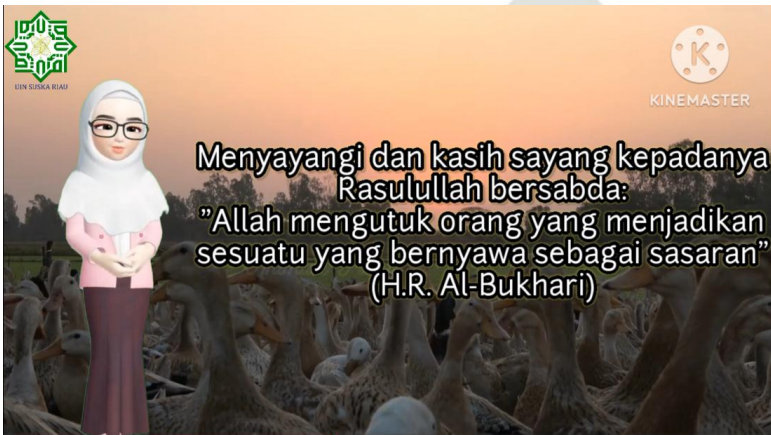 UIN SUSKA RIAU
KINEMASTER
Menyayangi dan kasih sayang kepadanya
Rasulullah bersabda:
"Allah mengutuk orang yang menjadikan
sesuatu yang bernyawa sebagai sasaran"
(H.R. Al-Bukhari)